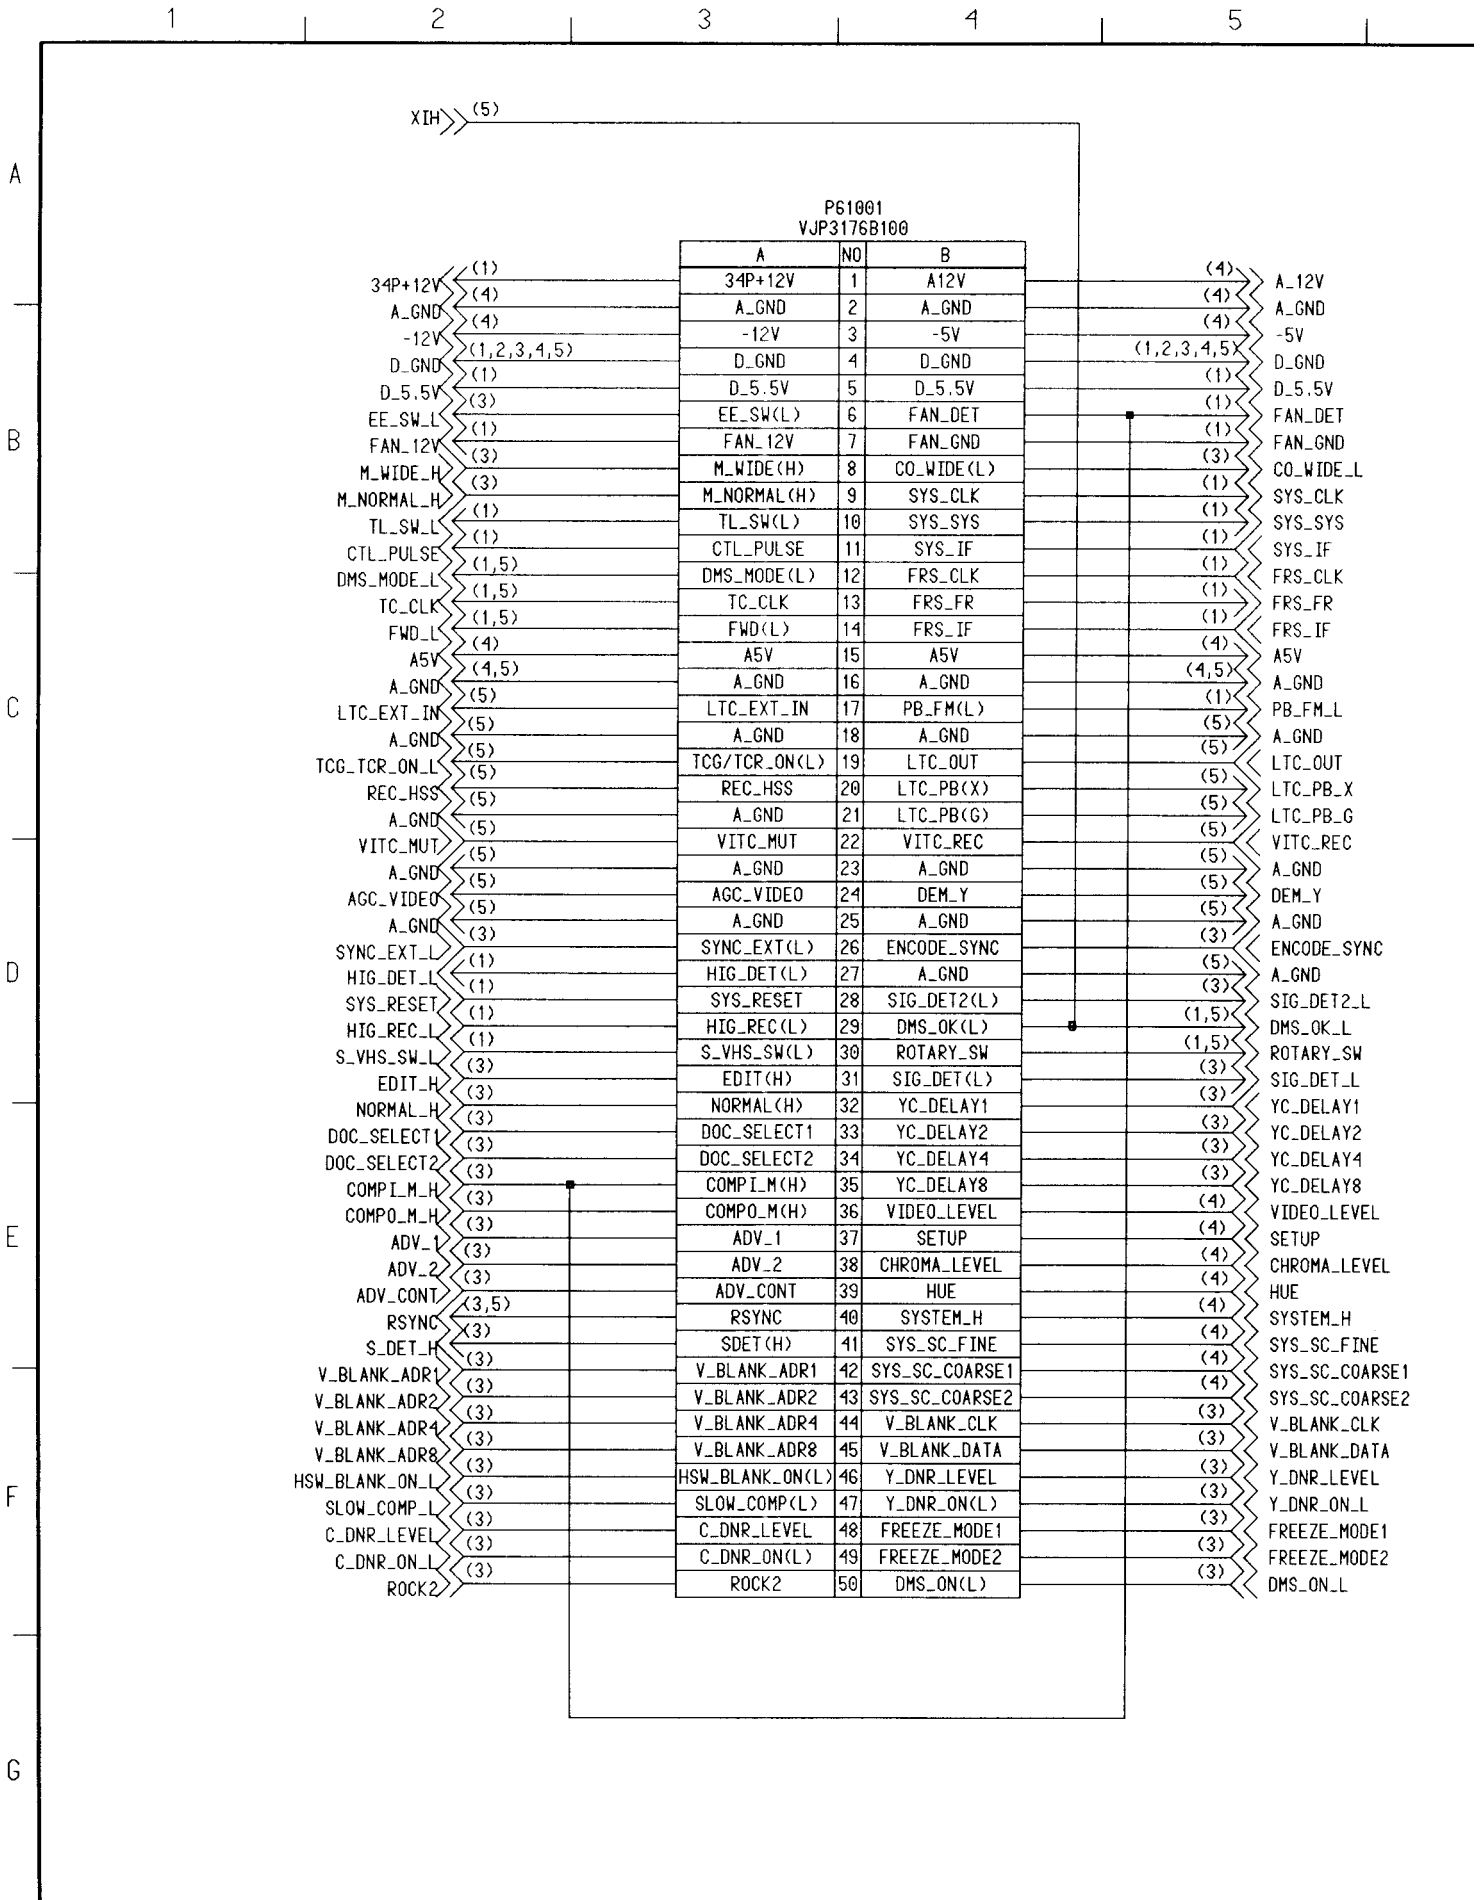 1 2 3 4 5
XIH (5)
A
P61001
VJP3176B100
A NO B
34P+12V (1) 34P+12V 1 A12V (4) A_12V
A_GND (4) A_GND 2 A_GND (4) A_GND
-12V (4) -12V 3 -5V (4) -5V
D_GND (1,2,3,4,5) D_GND 4 D_GND (1,2,3,4,5) D_GND
D_5.5V (1) D_5.5V 5 D_5.5V (1) D_5.5V
EE_SW_L (3) EE_SW(L) 6 FAN_DET (1) FAN_DET
B
FAN_12V (1) FAN_12V 7 FAN_GND (1) FAN_GND
M_WIDE_H (3) M_WIDE(H) 8 CO_WIDE(L) (3) CO_WIDE_L
M_NORMAL_H (3) M_NORMAL(H) 9 SYS_CLK (1) SYS_CLK
TL_SW_L (1) TL_SW(L) 10 SYS_SYS (1) SYS_SYS
CTL_PULSE (1) CTL_PULSE 11 SYS_IF (1) SYS_IF
DMS_MODE_L (1,5) DMS_MODE(L) 12 FRS_CLK (1) FRS_CLK
TC_CLK (1,5) TC_CLK 13 FRS_FR (1) FRS_FR
FWD_L (1,5) FWD(L) 14 FRS_IF (1) FRS_IF
A5V (4) A5V 15 A5V (4) A5V
A_GND (4,5) A_GND 16 A_GND (4,5) A_GND
C
LTC_EXT_IN (5) LTC_EXT_IN 17 PB_FM(L) (1) PB_FM_L
A_GND (5) A_GND 18 A_GND (5) A_GND
TCG_TCR_ON_L (5) TCG/TCR_ON(L) 19 LTC_OUT (5) LTC_OUT
REC_HSS (5) REC_HSS 20 LTC_PB(X) (5) LTC_PB_X
A_GND (5) A_GND 21 LTC_PB(G) (5) LTC_PB_G
VITC_MUT (5) VITC_MUT 22 VITC_REC (5) VITC_REC
A_GND (5) A_GND 23 A_GND (5) A_GND
AGC_VIDEO (5) AGC_VIDEO 24 DEM_Y (5) DEM_Y
A_GND (5) A_GND 25 A_GND (5) A_GND
SYNC_EXT_L (3) SYNC_EXT(L) 26 ENCODE_SYNC (3) ENCODE_SYNC
D
HIG_DET_L (1) HIG_DET(L) 27 A_GND (5) A_GND
SYS_RESET (1) SYS_RESET 28 SIG_DET2(L) (3) SIG_DET2_L
HIG_REC_L (1) HIG_REC(L) 29 DMS_OK(L) (1,5) DMS_OK_L
S_VHS_SW_L (1) S_VHS_SW(L) 30 ROTARY_SW (1,5) ROTARY_SW
EDIT_H (3) EDIT(H) 31 SIG_DET(L) (3) SIG_DET_L
NORMAL_H (3) NORMAL(H) 32 YC_DELAY1 (3) YC_DELAY1
DOC_SELECT1 (3) DOC_SELECT1 33 YC_DELAY2 (3) YC_DELAY2
DOC_SELECT2 (3) DOC_SELECT2 34 YC_DELAY4 (3) YC_DELAY4
COMPI_M_H (3) COMPI_M(H) 35 YC_DELAY8 (3) YC_DELAY8
COMPO_M_H (3) COMPO_M(H) 36 VIDEO_LEVEL (4) VIDEO_LEVEL
E
ADV_1 (3) ADV_1 37 SETUP (4) SETUP
ADV_2 (3) ADV_2 38 CHROMA_LEVEL (4) CHROMA_LEVEL
ADV_CONT (3) ADV_CONT 39 HUE (4) HUE
RSYNC (3,5) RSYNC 40 SYSTEM_H (4) SYSTEM_H
S_DET_H (3) SDET(H) 41 SYS_SC_FINE (4) SYS_SC_FINE
V_BLANK_ADR1 (3) V_BLANK_ADR1 42 SYS_SC_COARSE1 (4) SYS_SC_COARSE1
V_BLANK_ADR2 (3) V_BLANK_ADR2 43 SYS_SC_COARSE2 (4) SYS_SC_COARSE2
V_BLANK_ADR4 (3) V_BLANK_ADR4 44 V_BLANK_CLK (3) V_BLANK_CLK
V_BLANK_ADR8 (3) V_BLANK_ADR8 45 V_BLANK_DATA (3) V_BLANK_DATA
HSW_BLANK_ON_L (3) HSW_BLANK_ON(L) 46 Y_DNR_LEVEL (3) Y_DNR_LEVEL
F
SLOW_COMP_L (3) SLOW_COMP(L) 47 Y_DNR_ON(L) (3) Y_DNR_ON_L
C_DNR_LEVEL (3) C_DNR_LEVEL 48 FREEZE_MODE1 (3) FREEZE_MODE1
C_DNR_ON_L (3) C_DNR_ON(L) 49 FREEZE_MODE2 (3) FREEZE_MODE2
ROCK2 (3) ROCK2 50 DMS_ON(L) (3) DMS_ON_L
G